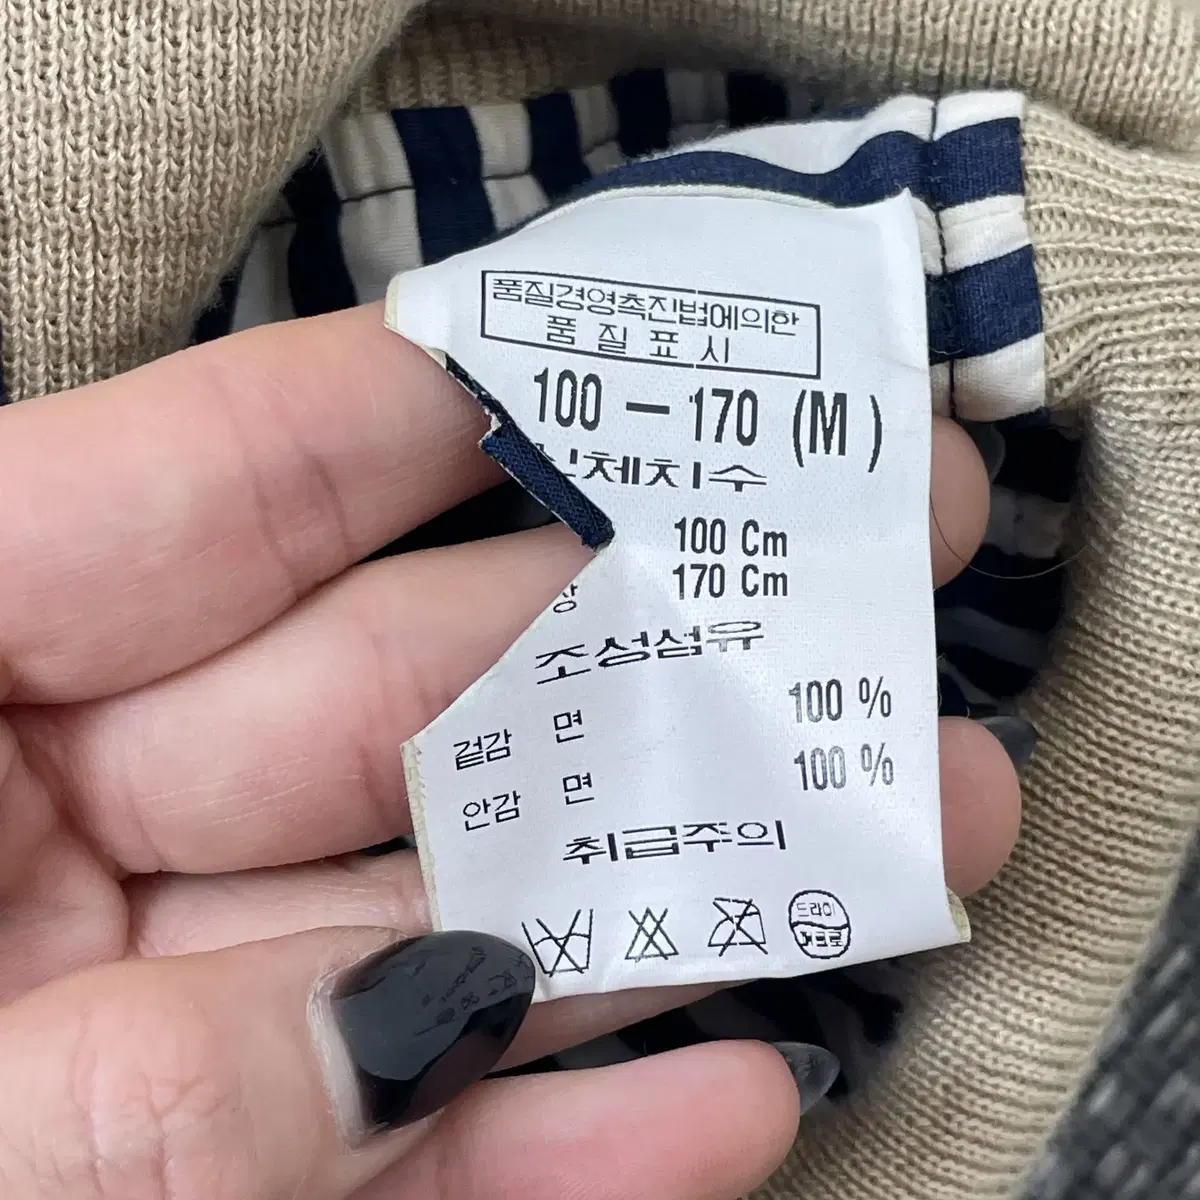 품질경영촉진법에의한
품 질 표 시
100 - 170 (M )
신체치수
100 Cm
장 170 Cm
조성섬유
겉감 면 100 %
안감 면 100 %
취급주의
드라이